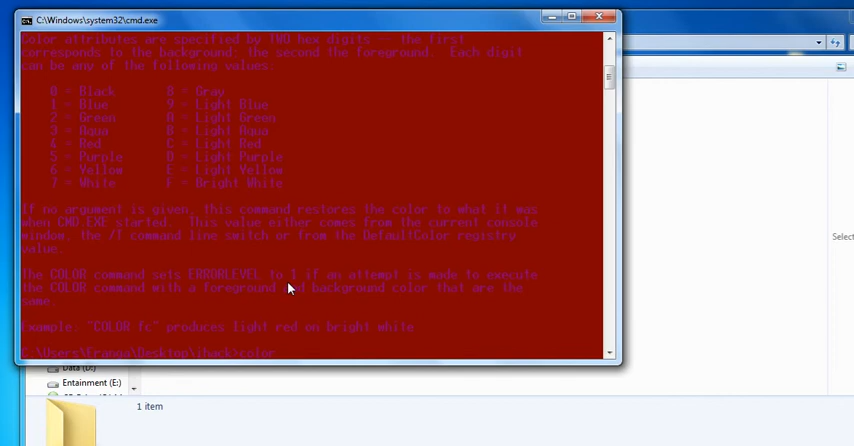 C:\Windows\system32\cmd.exe
Color attributes are specified by TWO hex digits -- the first
corresponds to the background; the second the foreground. Each digit
can be any of the following values:
0 = Black 8 = Gray
1 = Blue 9 = Light Blue
2 = Green A = Light Green
3 = Aqua B = Light Aqua
4 = Red C = Light Red
5 = Purple D = Light Purple
6 = Yellow E = Light Yellow
7 = White F = Bright White
If no argument is given, this command restores the color to what it was
when CMD.EXE started. This value either comes from the current console
window, the /T command line switch or from the DefaultColor registry
value.
The COLOR command sets ERRORLEVEL to 1 if an attempt is made to execute
the COLOR command with a foreground and background color that are the
same.
Example: "COLOR fc" produces light red on bright white
C:\Users\Eranga\Desktop\ihack>color
Select
Data (D:)
Entainment (E:)
1 item